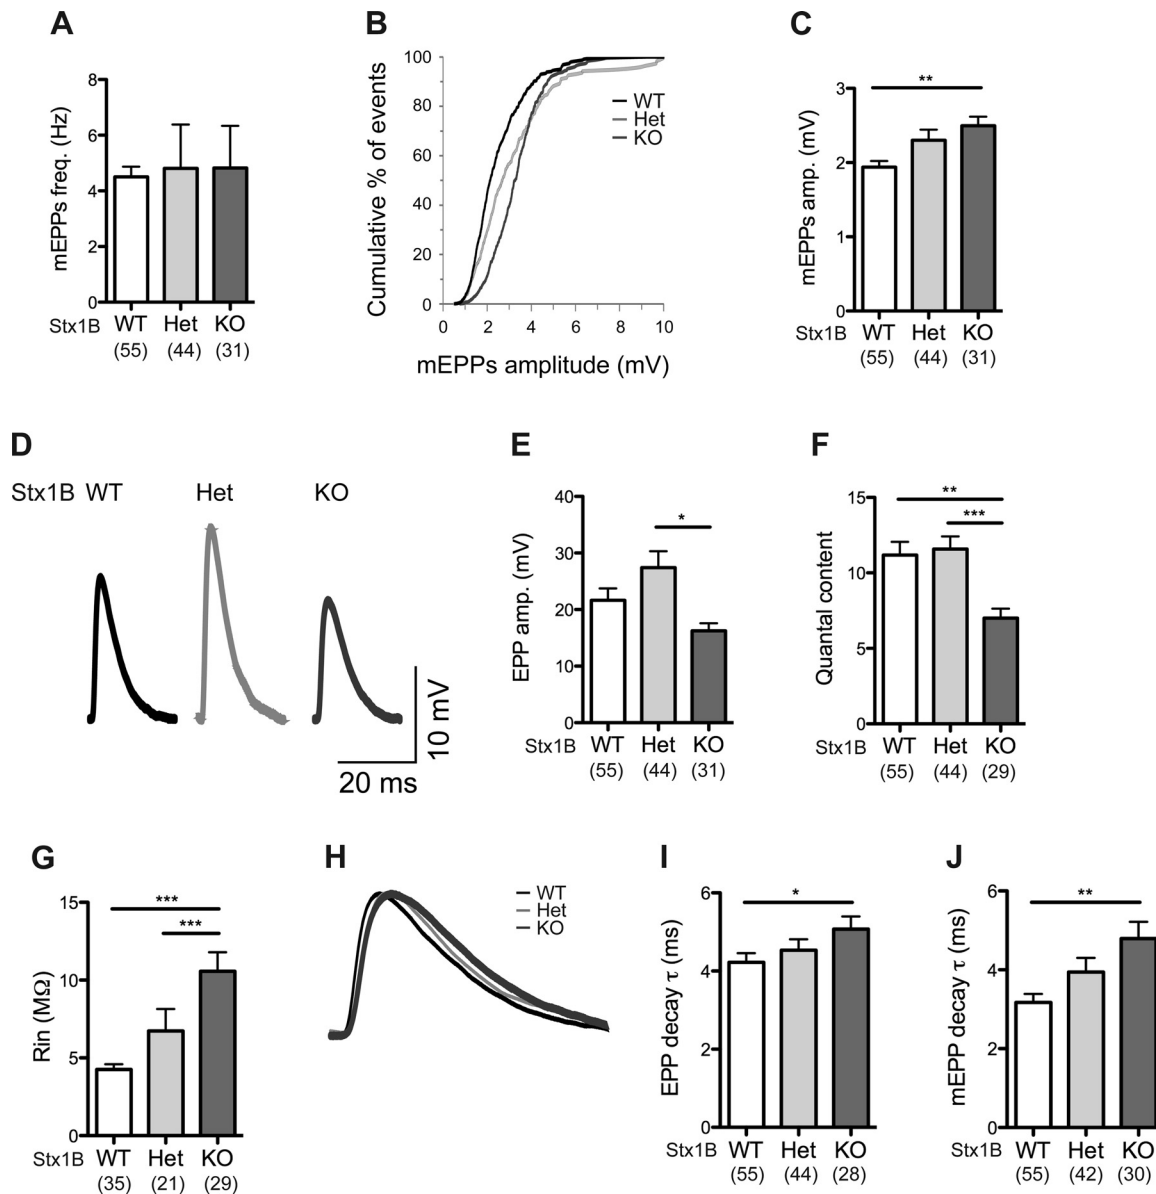 A
mEPPs freq. (Hz)
8
6
4
2
0
Stx1B WT Het KO
(55) (44) (31)
B
Cumulative % of events
100
80
60
40
20
0
0 2 4 6 8 10
mEPPs amplitude (mV)
WT
Het
KO
C
mEPPs amp. (mV)
3
2
1
0
**
Stx1B WT Het KO
(55) (44) (31)
D
Stx1B WT Het KO
10 mV
20 ms
E
EPP amp. (mV)
40
30
20
10
0
*
Stx1B WT Het KO
(55) (44) (31)
F
Quantal content
15
10
5
0
**
***
Stx1B WT Het KO
(55) (44) (29)
G
Rin (MΩ)
15
10
5
0
***
***
Stx1B WT Het KO
(35) (21) (29)
H
WT
Het
KO
I
EPP decay τ (ms)
6
4
2
0
*
Stx1B WT Het KO
(55) (44) (28)
J
mEPP decay τ (ms)
6
4
2
0
**
Stx1B WT Het KO
(55) (42) (30)